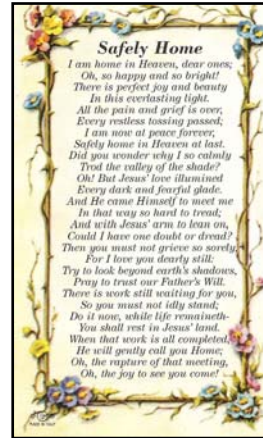 Safely Home
I am home in Heaven, dear ones;
Oh, so happy and so bright!
There is perfect joy and beauty
In this everlasting light.
All the pain and grief is over,
Every restless tossing passed;
I am now at peace forever,
Safely home in Heaven at last.
Did you wonder why I so calmly
Trod the valley of the shade?
Oh! But Jesus' love illumined
Every dark and fearful glade.
And He came Himself to meet me
In that way so hard to tread;
And with Jesus' arm to lean on,
Could I have one doubt or dread?
Then you must not grieve so sorely,
For I love you dearly still:
Try to look beyond earth's shadows,
Pray to trust our Father's Will.
There is work still waiting for you,
So you must not idly stand;
Do it now, while life remaineth-
You shall rest in Jesus' land.
When that work is all completed,
He will gently call you Home;
Oh, the rapture of that meeting,
Oh, the joy to see you come!